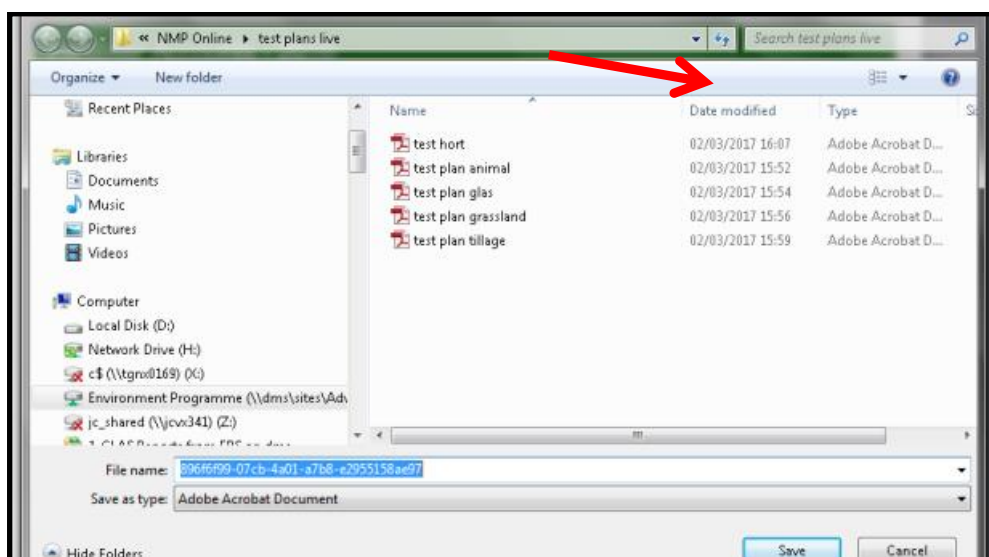 « NMP Online ▸ test plans live
Search test plans live
Organize
New folder
Recent Places
Libraries
Documents
Music
Pictures
Videos
Computer
Local Disk (D:)
Network Drive (H:)
c$ (\\tgnx0169) (X:)
Environment Programme (\\dms\sites\Adv
jc_shared (\\jcvx341) (Z:)
Name Date modified Type
test hort 02/03/2017 16:07 Adobe Acrobat D...
test plan animal 02/03/2017 15:52 Adobe Acrobat D...
test plan glas 02/03/2017 15:54 Adobe Acrobat D...
test plan grassland 02/03/2017 15:56 Adobe Acrobat D...
test plan tillage 02/03/2017 15:59 Adobe Acrobat D...
File name: 896f6f99-07cb-4a01-a7b8-e2955158ae97
Save as type: Adobe Acrobat Document
Hide Folders
Save
Cancel